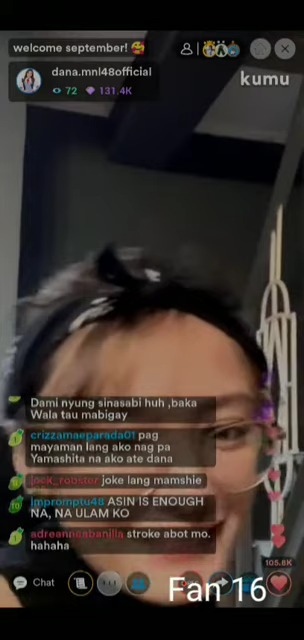 welcome september! 🥰
dana.mnl48official
72 131.4K
kumu
Dami nyung sinasabi huh ,baka
Wala tau mabigay
crizzamaeparada01 pag
mayaman lang ako nag pa
Yamashita na ako ate dana
jock_robster joke lang mamshie
impromptu48 ASIN IS ENOUGH
NA, NA ULAM KO
adreannaabanilla stroke abot mo.
hahaha
105.8K
Chat
Fan 16